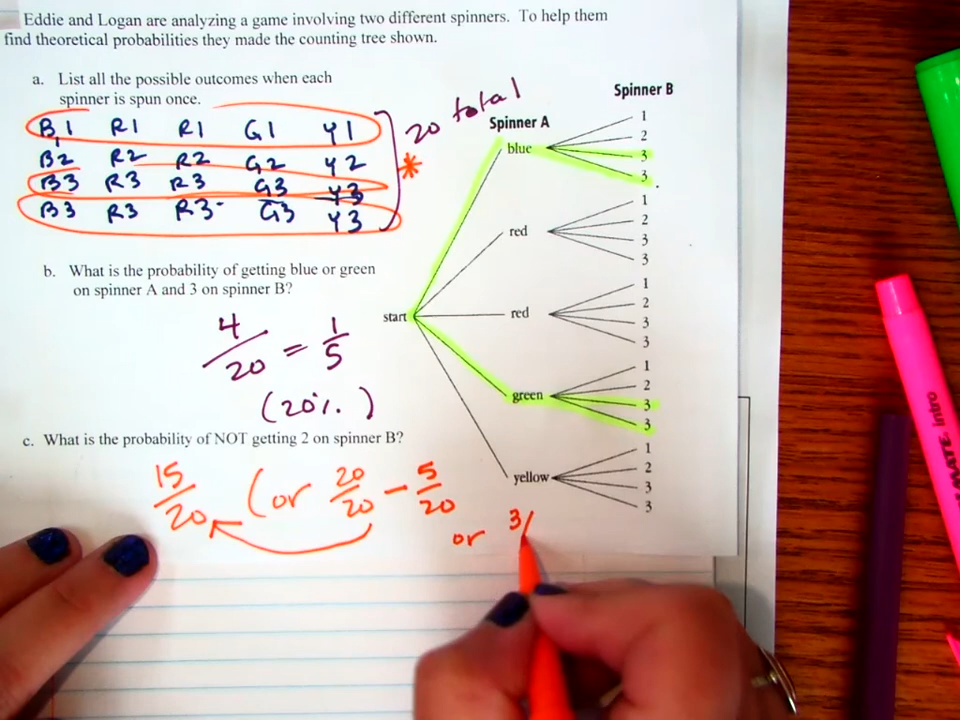 Eddie and Logan are analyzing a game involving two different spinners. To help them
find theoretical probabilities they made the counting tree shown.
a. List all the possible outcomes when each
spinner is spun once.
B,1 R1 R1 G1 Y1
B2 R2 R2 G2 Y2
B3 R3 R3 G3 Y3
B3 R3 R3 G3 Y3
* 20 total
b. What is the probability of getting blue or green
on spinner A and 3 on spinner B?
4/20 = 1/5
(20%)
c. What is the probability of NOT getting 2 on spinner B?
15/20 (or 20/20 - 5/20
or 3/
Spinner A
Spinner B
start
blue
1
2
3
3
red
1
2
3
3
red
1
2
3
3
green
1
2
3
3
yellow
1
2
3
3
intro